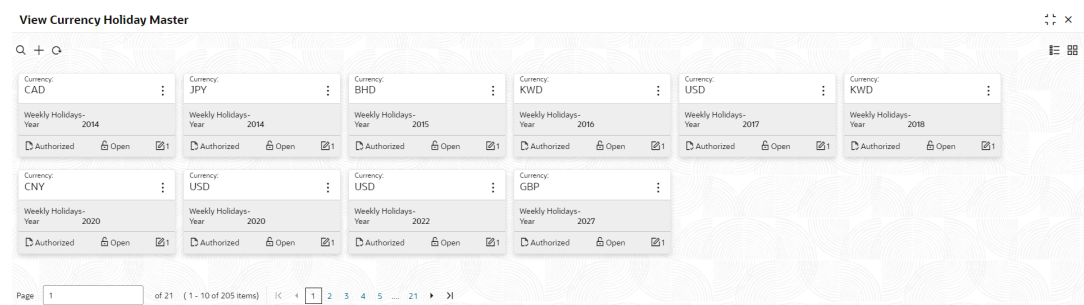 View Currency Holiday Master
Currency: Currency: Currency: Currency: Currency: Currency:
CAD JPY BHD KWD USD KWD
Weekly Holidays- Weekly Holidays- Weekly Holidays- Weekly Holidays- Weekly Holidays- Weekly Holidays-
Year 2014 Year 2014 Year 2015 Year 2016 Year 2017 Year 2018
Authorized Open 1 Authorized Open 1 Authorized Open 1 Authorized Open 1 Authorized Open 1 Authorized Open 1
Currency: Currency: Currency: Currency:
CNY USD USD GBP
Weekly Holidays- Weekly Holidays- Weekly Holidays- Weekly Holidays-
Year 2020 Year 2020 Year 2022 Year 2027
Authorized Open 1 Authorized Open 1 Authorized Open 1 Authorized Open 1
Page 1 of 21 ( 1 - 10 of 205 items) 1 2 3 4 5 .... 21